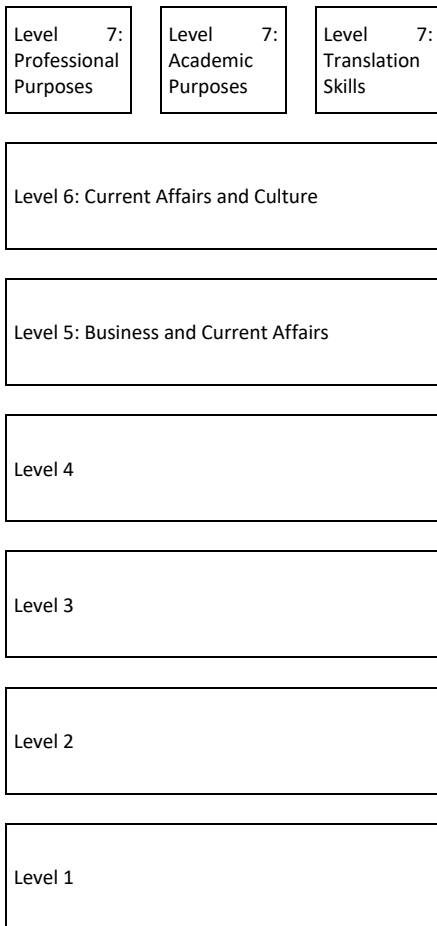 Level 7:
Professional
Purposes
Level 7:
Academic
Purposes
Level 7:
Translation
Skills
Level 6: Current Affairs and Culture
Level 5: Business and Current Affairs
Level 4
Level 3
Level 2
Level 1